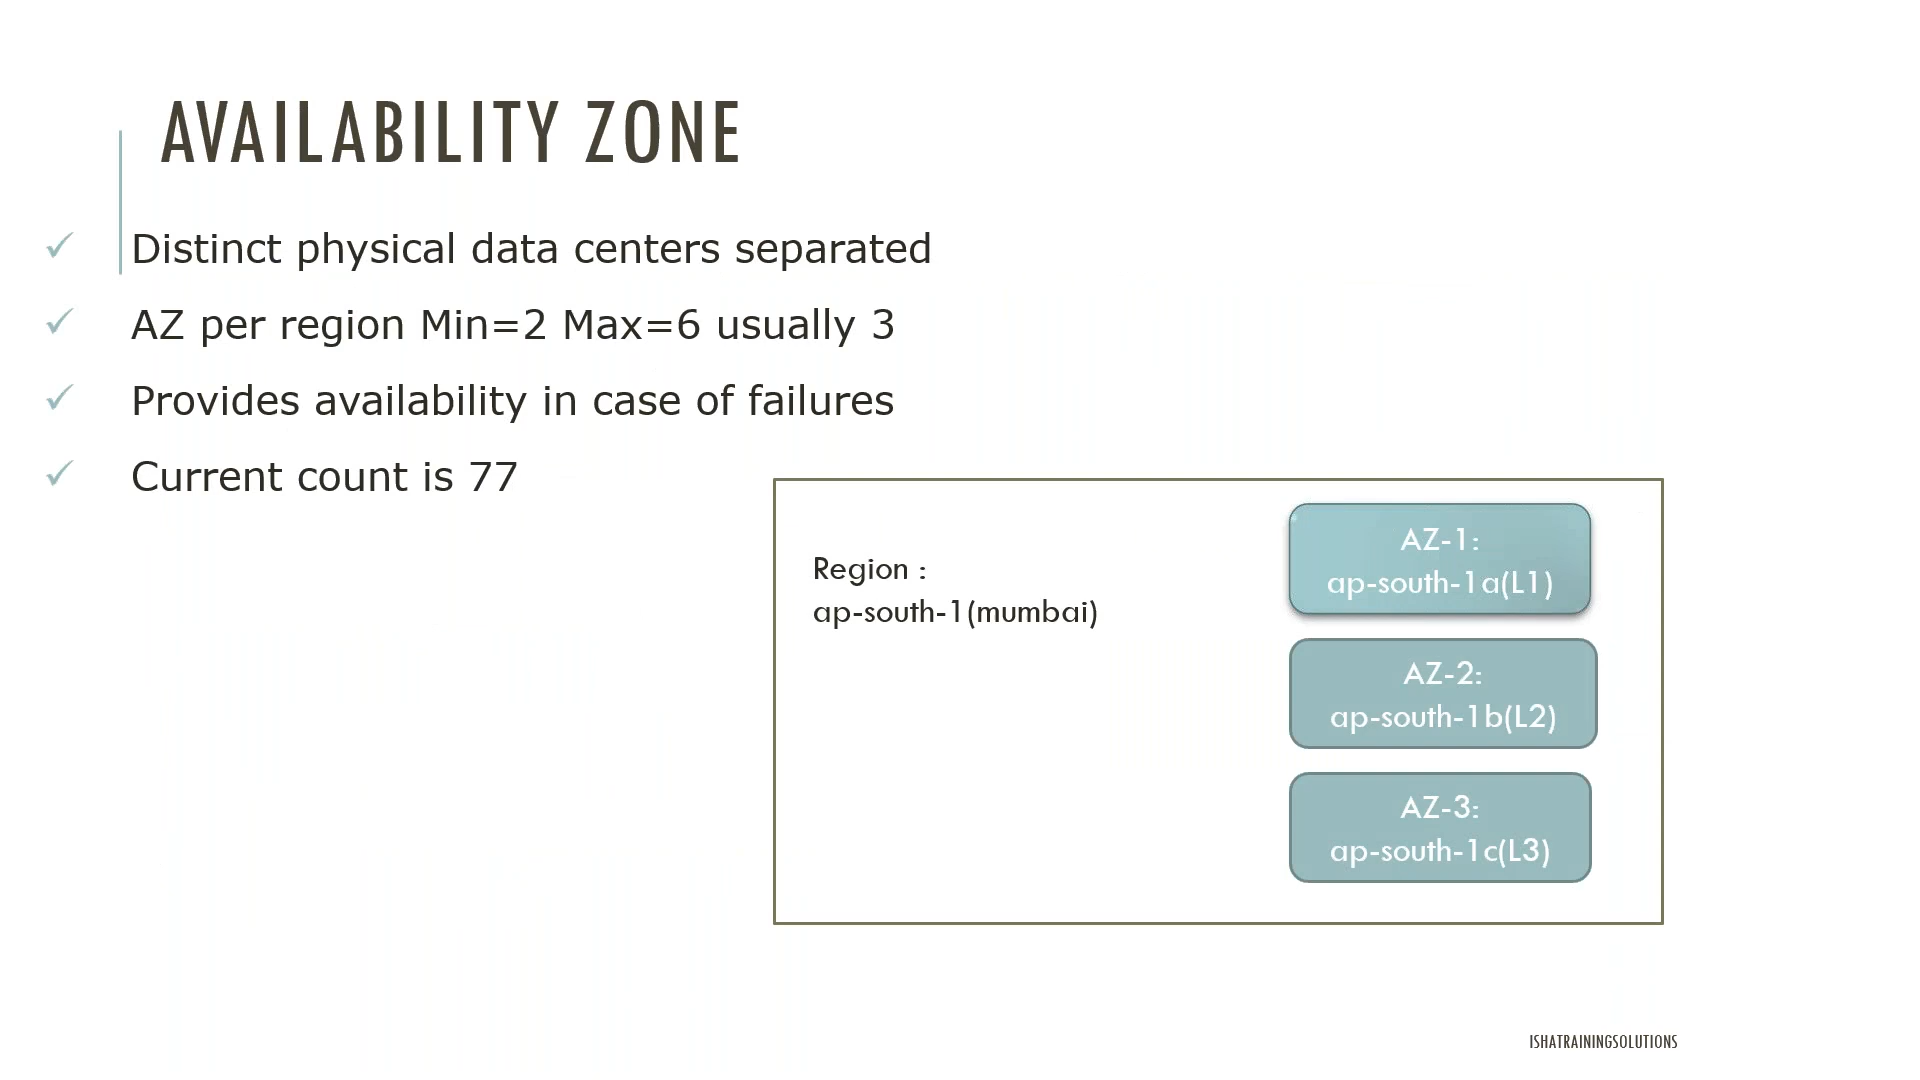 AVAILABILITY ZONE
Distinct physical data centers separated
AZ per region Min=2 Max=6 usually 3
Provides availability in case of failures
Current count is 77
Region :
ap-south-1(mumbai)
AZ-1:
ap-south-1a(L1)
AZ-2:
ap-south-1b(L2)
AZ-3:
ap-south-1c(L3)
ISHATRAININGSOLUTIONS